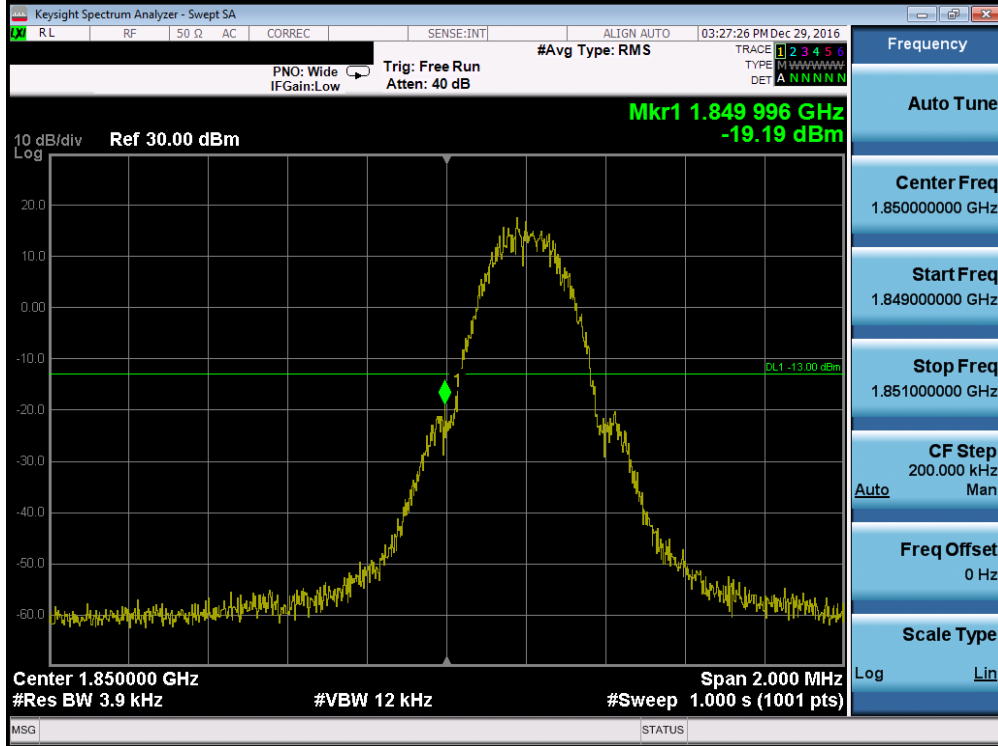 Keysight Spectrum Analyzer - Swept SA
LXI RL RF 50 Ω AC CORREC SENSE:INT ALIGN AUTO 03:27:26 PM Dec 29, 2016
#Avg Type: RMS TRACE 1 2 3 4 5 6
PNO: Wide Trig: Free Run TYPE M WWWWW
IFGain:Low Atten: 40 dB DET A N N N N N
Mkr1 1.849 996 GHz
-19.19 dBm
10 dB/div Ref 30.00 dBm
Log
20.0
10.0
0.00
-10.0
DL1 -13.00 dBm
-20.0
-30.0
-40.0
-50.0
-60.0
Center 1.850000 GHz Span 2.000 MHz
#Res BW 3.9 kHz #VBW 12 kHz #Sweep 1.000 s (1001 pts)
MSG STATUS
Frequency
Auto Tune
Center Freq
1.850000000 GHz
Start Freq
1.849000000 GHz
Stop Freq
1.851000000 GHz
CF Step
200.000 kHz
Auto Man
Freq Offset
0 Hz
Scale Type
Log Lin